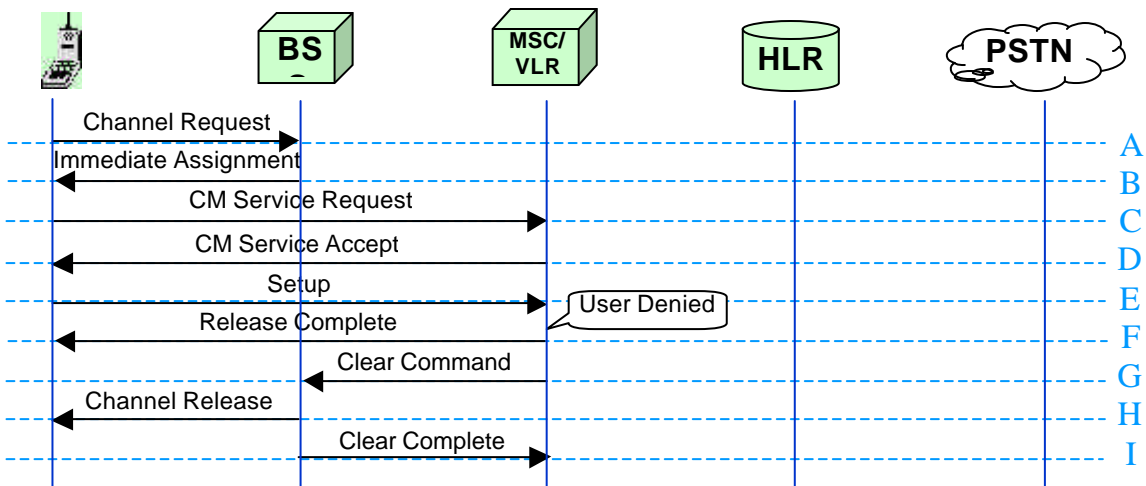 BS
MSC/
VLR
HLR
PSTN
Channel Request
A
Immediate Assignment
B
CM Service Request
C
CM Service Accept
D
Setup
E
User Denied
Release Complete
F
Clear Command
G
Channel Release
H
Clear Complete
I